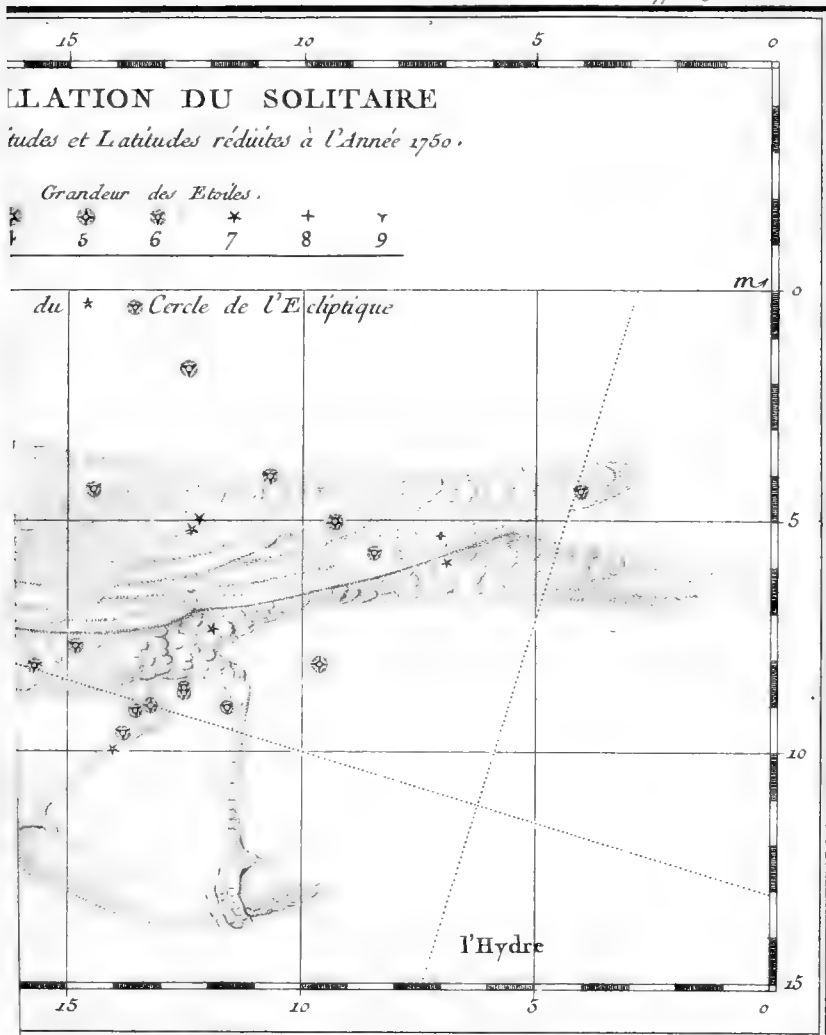 15 10 5 0
LLATION DU SOLITAIRE
tudes et Latitudes réduites à l'Année 1750.
Grandeur des Etoiles.
5 6 7 8 9
0
du Cercle de l'Ecliptique
5
10
l'Hydre
15
15 10 5 0